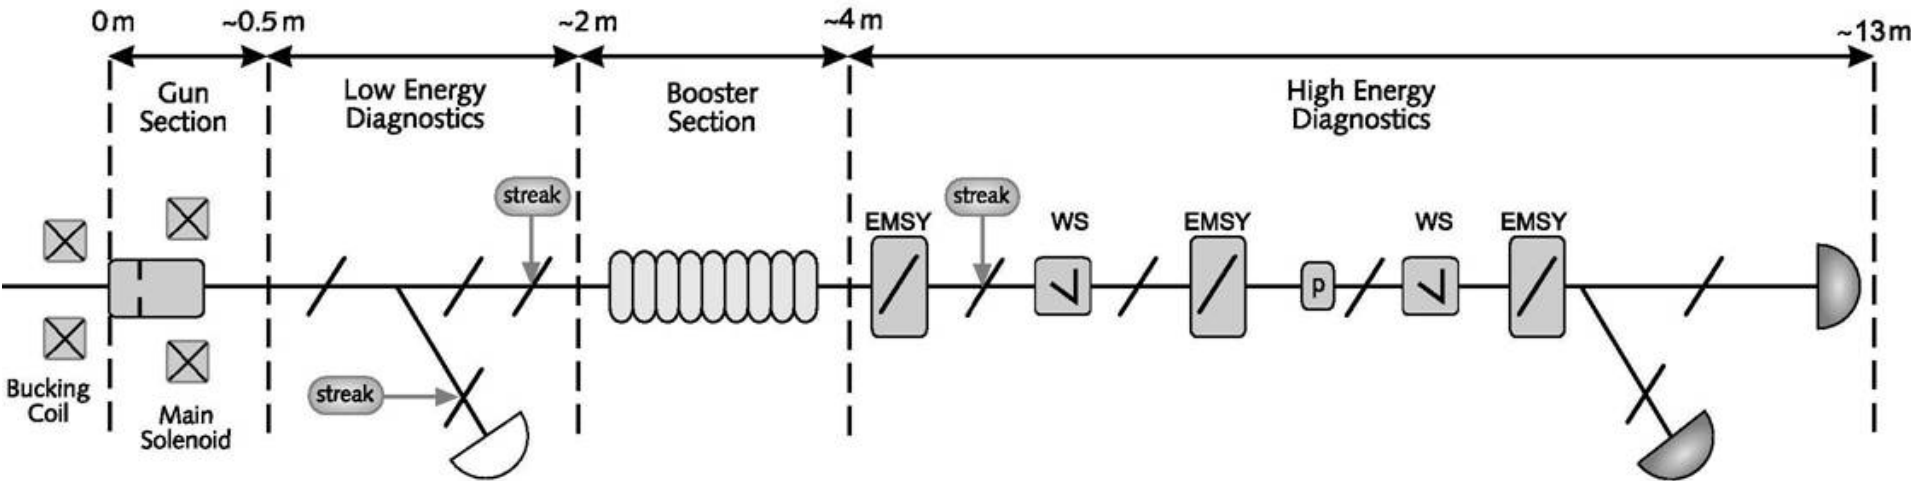 0 m
~0.5 m
~2 m
~4 m
~13 m
Gun
Section
Low Energy
Diagnostics
Booster
Section
High Energy
Diagnostics
streak
streak
EMSY
WS
EMSY
WS
EMSY
p
Bucking
Coil
Main
Solenoid
streak